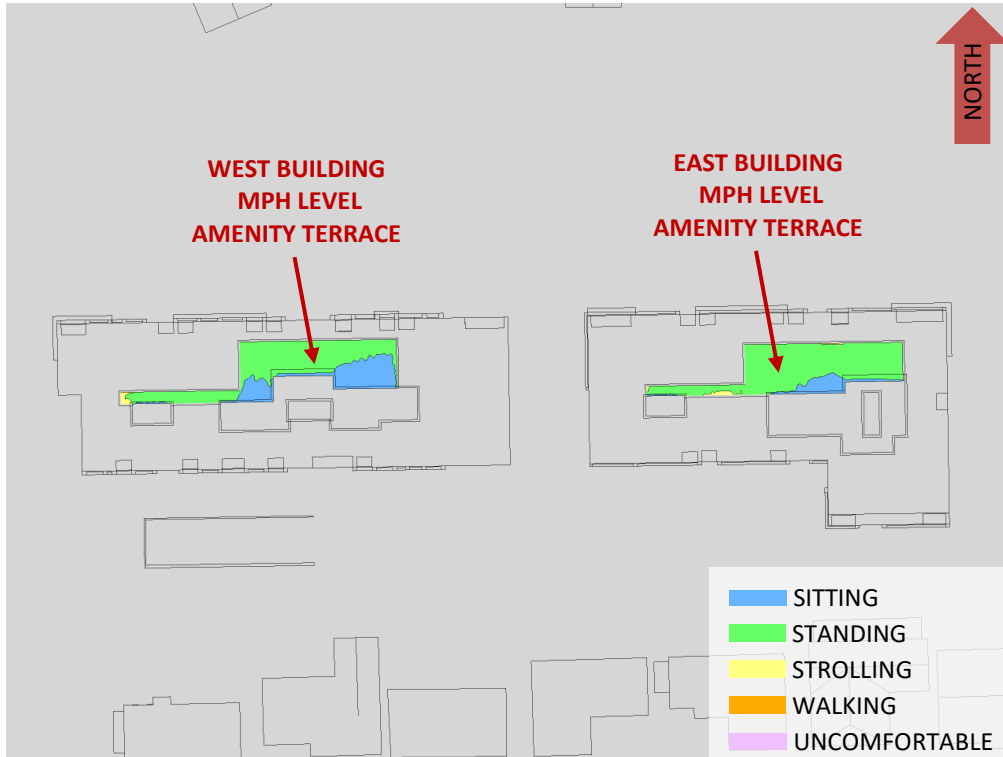 NORTH
WEST BUILDING
MPH LEVEL
AMENITY TERRACE
EAST BUILDING
MPH LEVEL
AMENITY TERRACE
SITTING
STANDING
STROLLING
WALKING
UNCOMFORTABLE